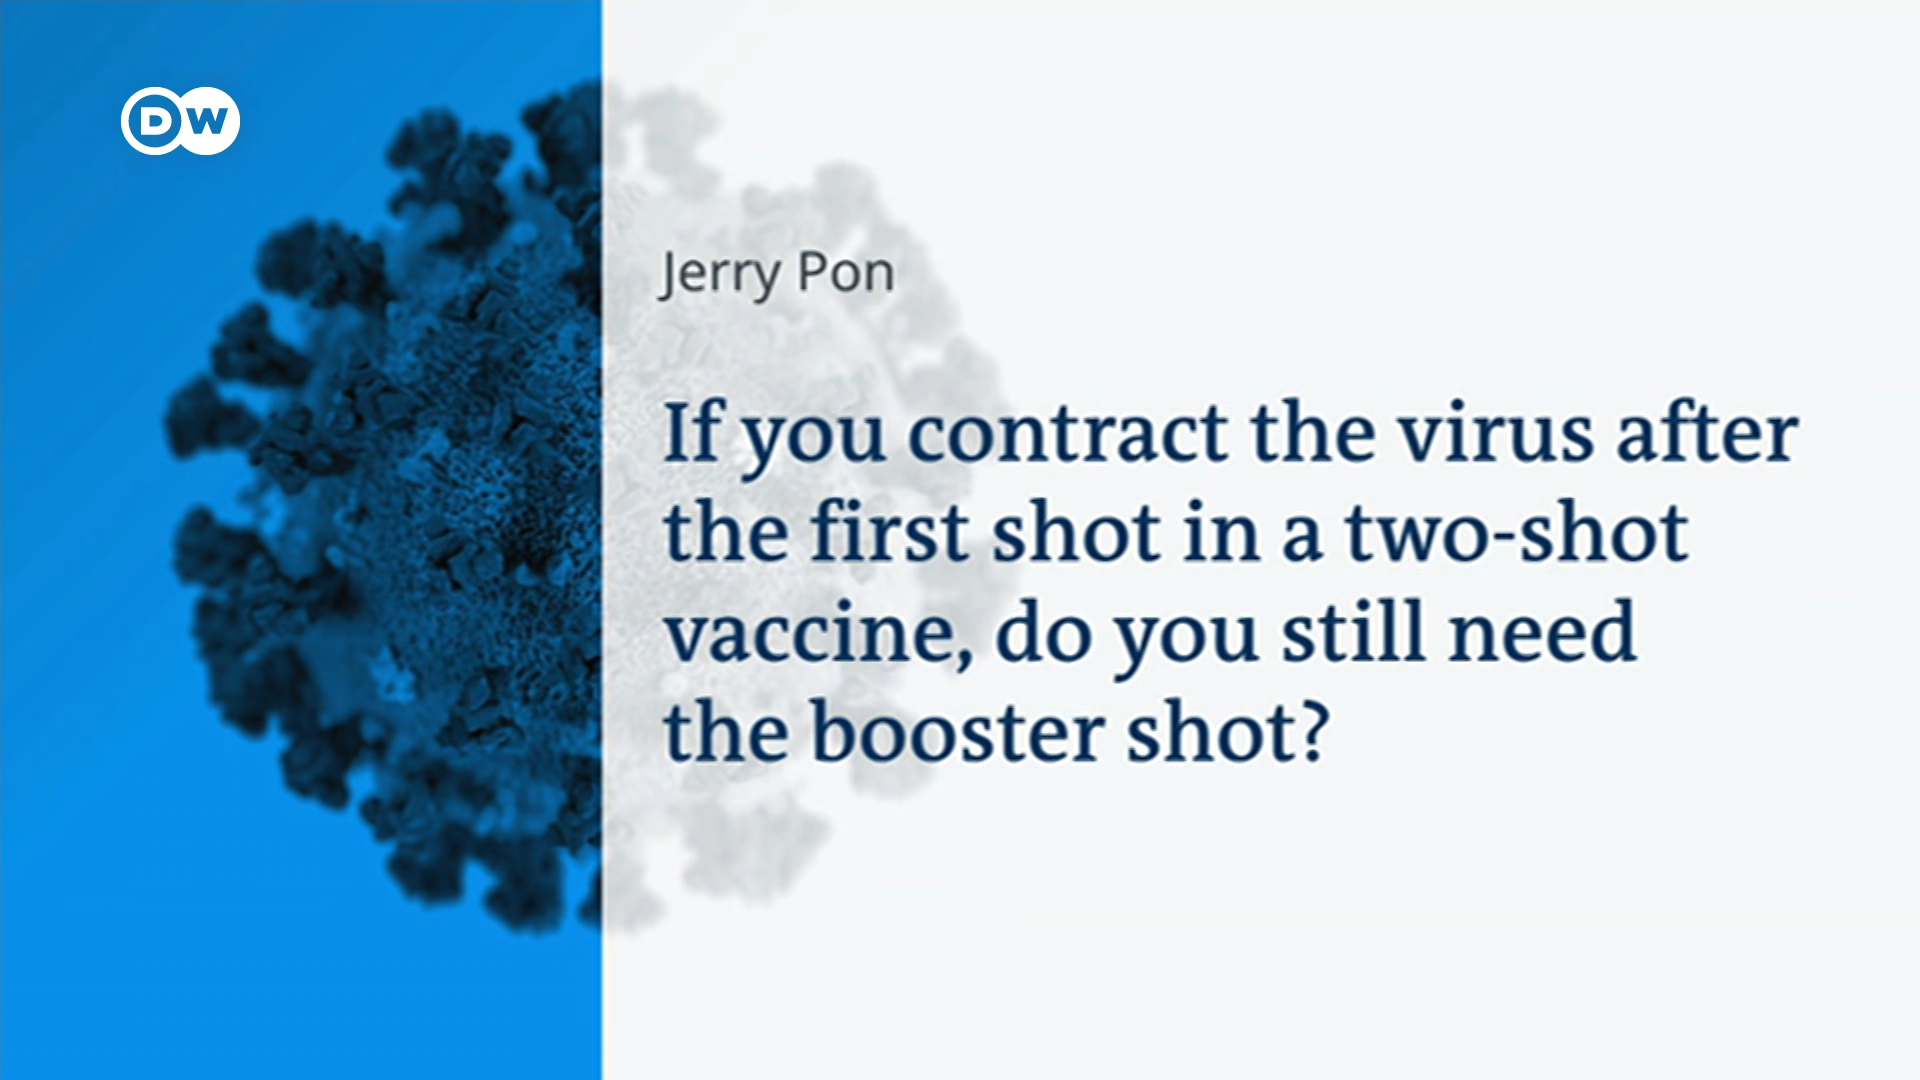 DW
Jerry Pon
If you contract the virus after
the first shot in a two-shot
vaccine, do you still need
the booster shot?